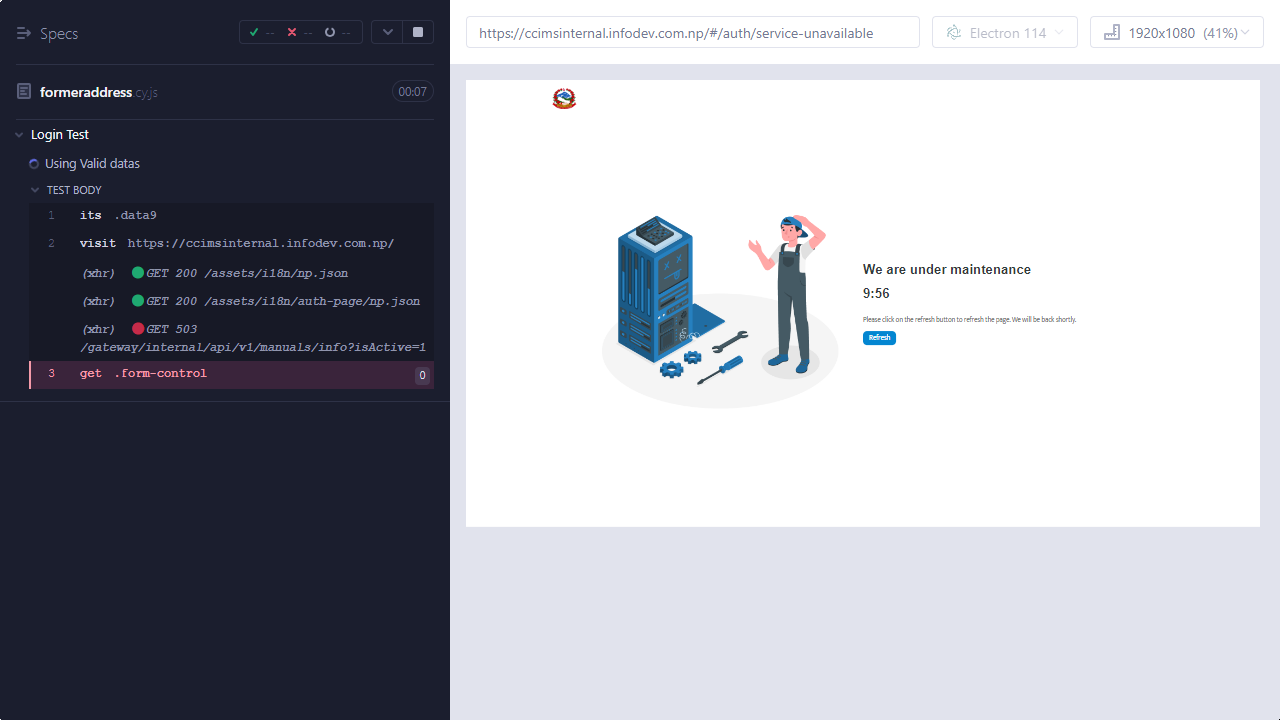 Specs
-- -- --
formeraddress.cy.js 00:07
Login Test
Using Valid datas
TEST BODY
1 its .data9
2 visit https://ccimsinternal.infodev.com.np/
(xhr) GET 200 /assets/i18n/np.json
(xhr) GET 200 /assets/i18n/auth-page/np.json
(xhr) GET 503
/gateway/internal/api/v1/manuals/info?isActive=1
3 get .form-control 0
https://ccimsinternal.infodev.com.np/#/auth/service-unavailable
Electron 114
1920x1080 (41%)
We are under maintenance
9:56
Please click on the refresh button to refresh the page. We will be back shortly.
Refresh